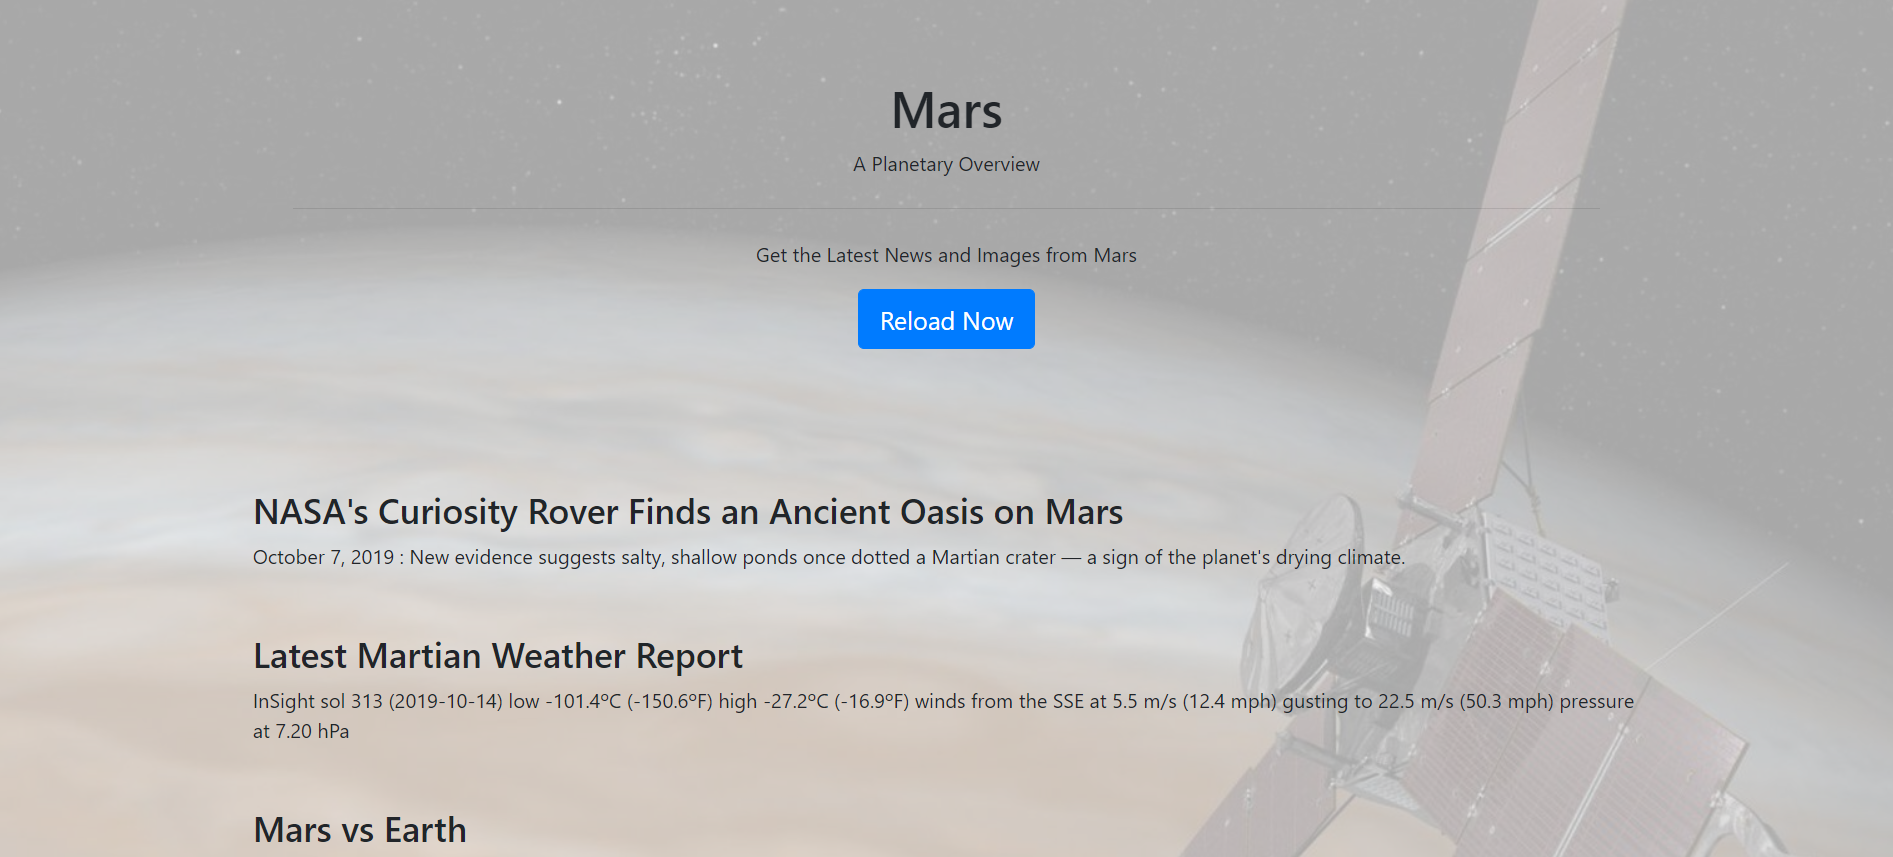 Mars
A Planetary Overview
Get the Latest News and Images from Mars
Reload Now
NASA's Curiosity Rover Finds an Ancient Oasis on Mars
October 7, 2019 : New evidence suggests salty, shallow ponds once dotted a Martian crater — a sign of the planet's drying climate.
Latest Martian Weather Report
InSight sol 313 (2019-10-14) low -101.4ºC (-150.6ºF) high -27.2ºC (-16.9ºF) winds from the SSE at 5.5 m/s (12.4 mph) gusting to 22.5 m/s (50.3 mph) pressure
at 7.20 hPa
Mars vs Earth